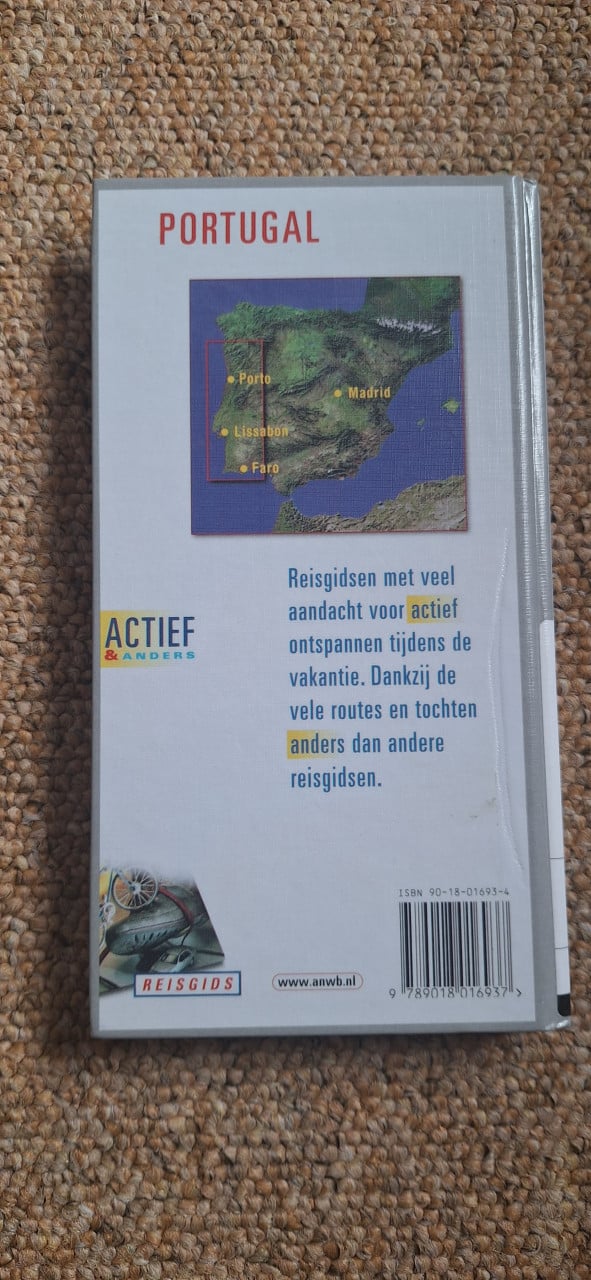 PORTUGAL
Porto
Madrid
Lissabon
Faro
Reisgidsen met veel
aandacht voor actief
ontspannen tijdens de
vakantie. Dankzij de
vele routes en tochten
anders dan andere
reisgidsen.
ACTIEF
& ANDERS
ISBN 90-18-01693-4
REISGIDS
www.anwb.nl
9 789018 016937 >